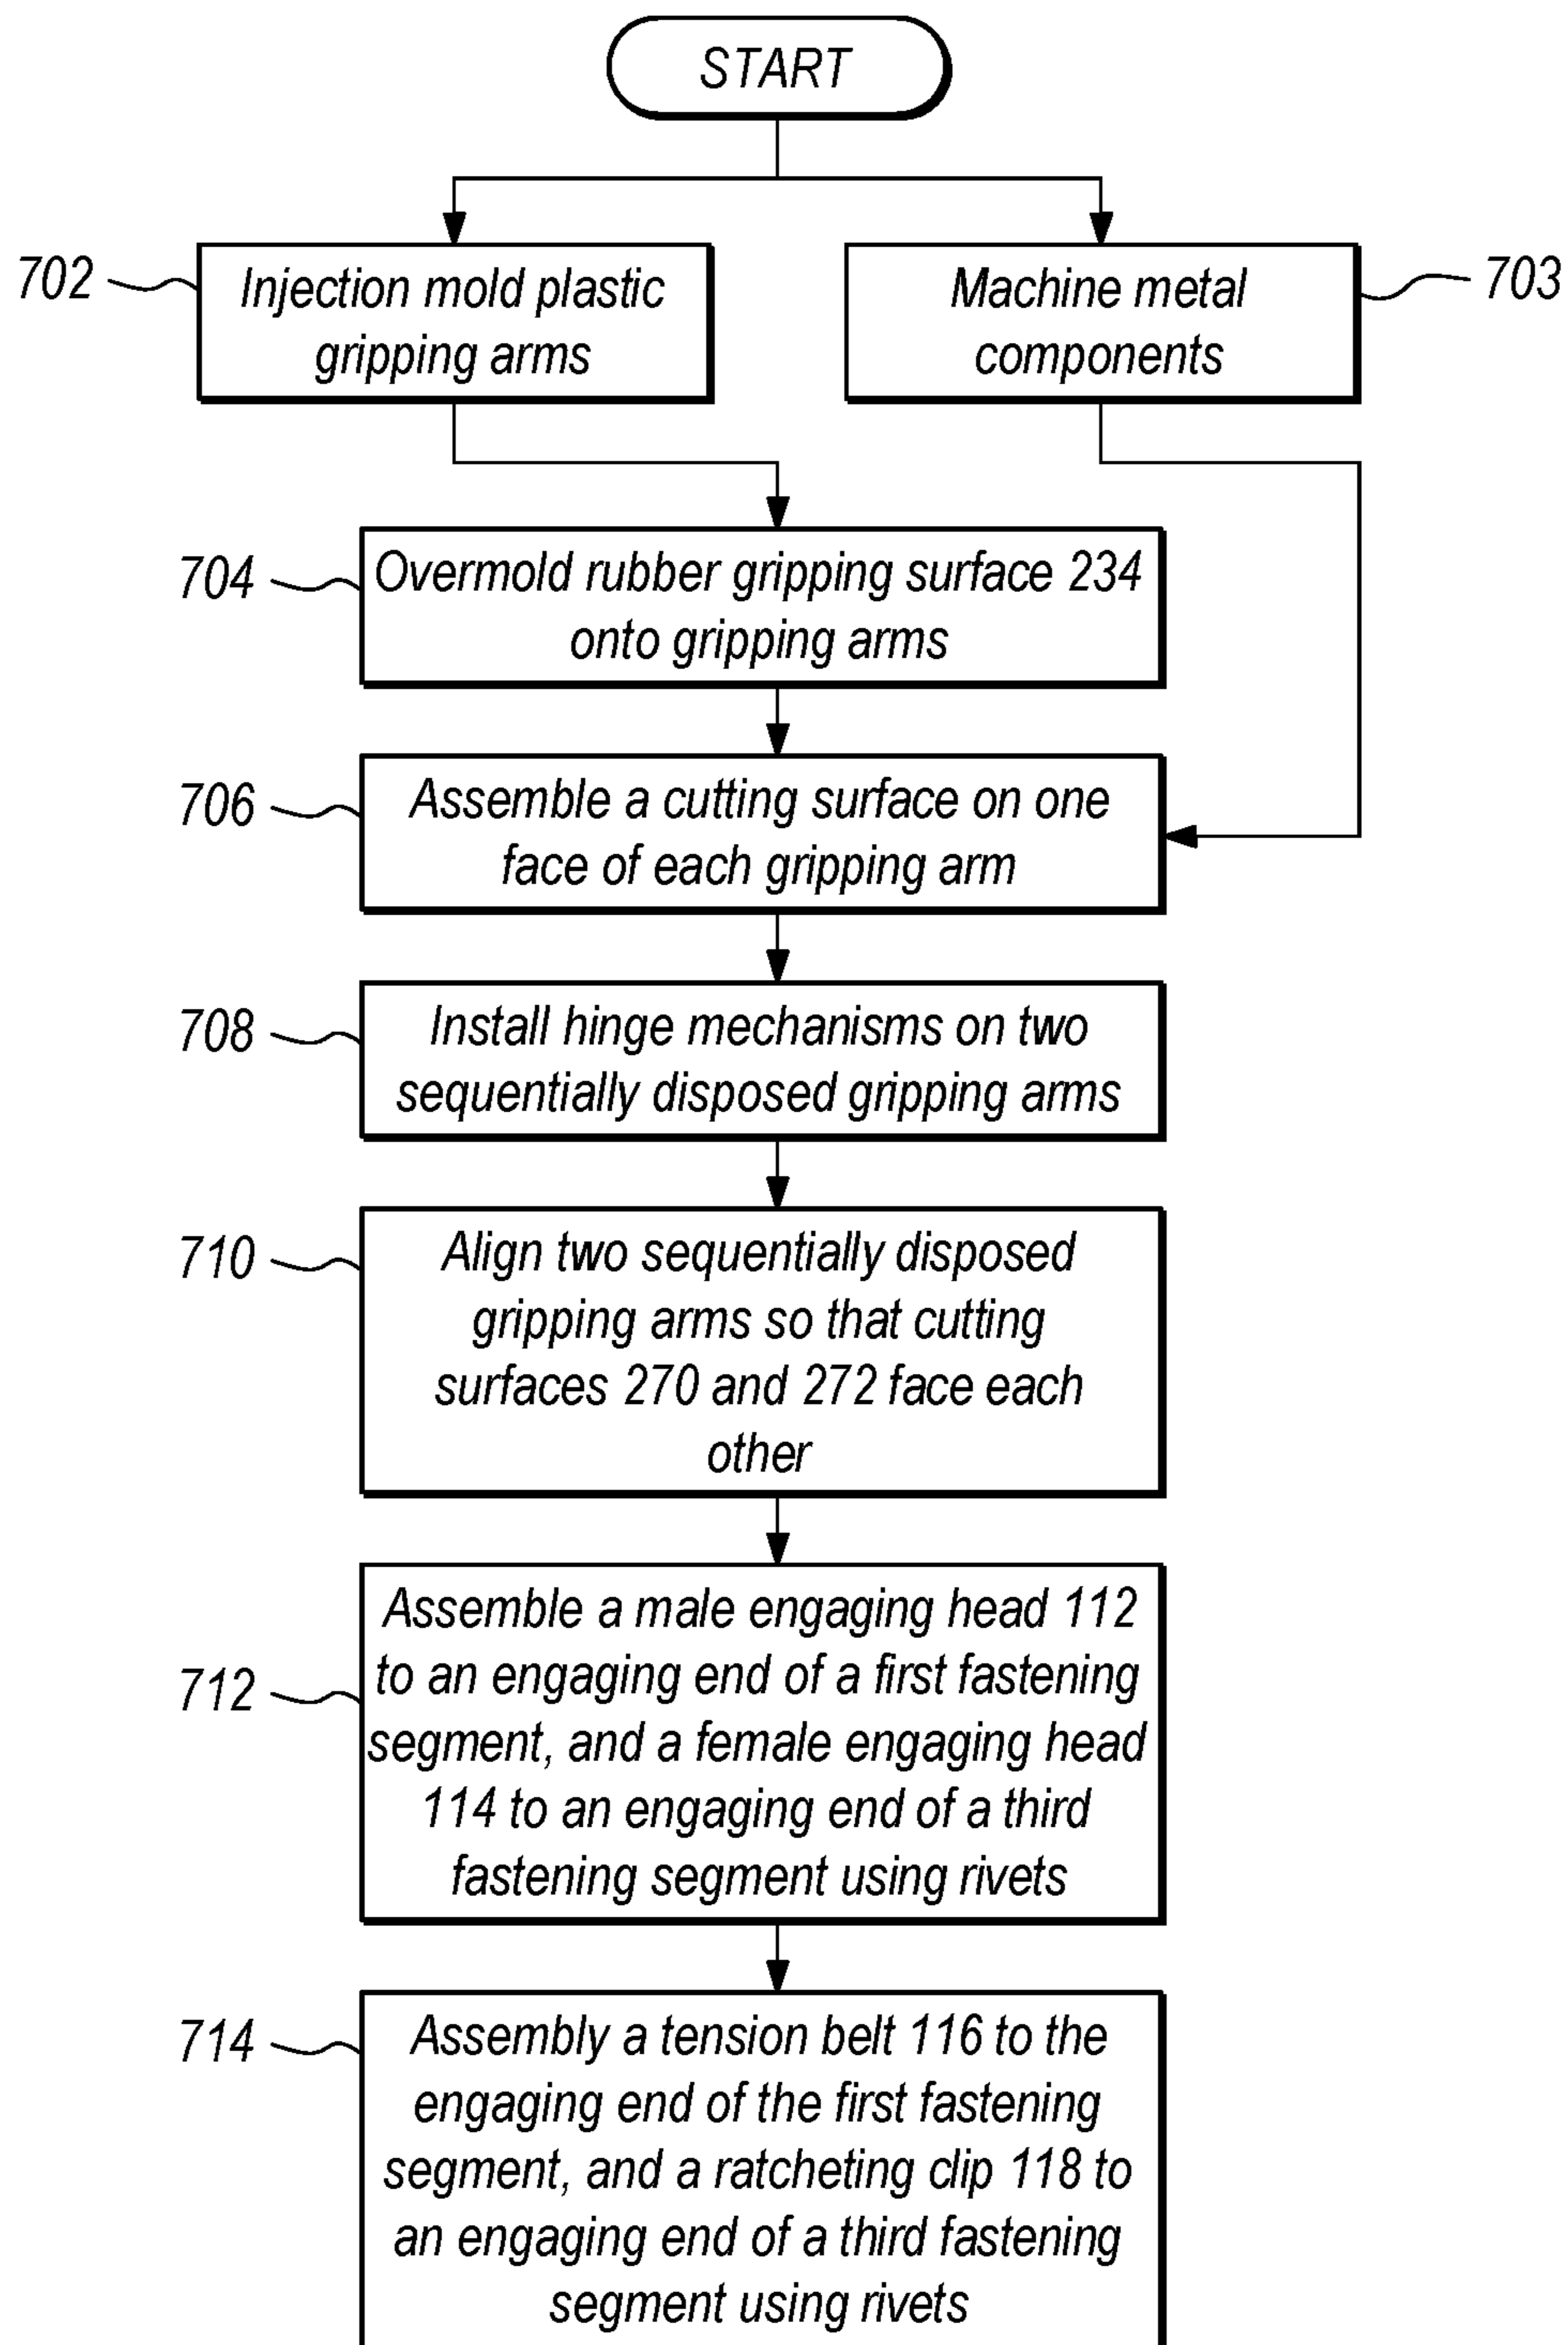 START
702
Injection mold plastic
gripping arms
Machine metal
components
703
704
Overmold rubber gripping surface 234
onto gripping arms
706
Assemble a cutting surface on one
face of each gripping arm
708
Install hinge mechanisms on two
sequentially disposed gripping arms
710
Align two sequentially disposed
gripping arms so that cutting
surfaces 270 and 272 face each
other
712
Assemble a male engaging head 112
to an engaging end of a first fastening
segment, and a female engaging head
114 to an engaging end of a third
fastening segment using rivets
714
Assembly a tension belt 116 to the
engaging end of the first fastening
segment, and a ratcheting clip 118 to
an engaging end of a third fastening
segment using rivets